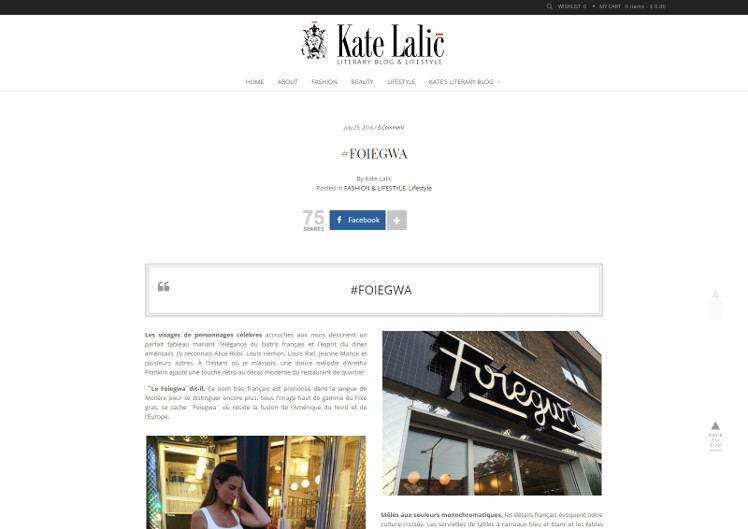 WISHLIST 0 • MY CART 0 items - $ 0.00
Kate Lalic
LITERARY BLOG & LIFESTYLE
HOME ABOUT FASHION BEAUTY LIFESTYLE KATE'S LITERARY BLOG
July 25, 2016 / 0 Comment
#FOIEGWA
By Kate Lalic
Posted in FASHION & LIFESTYLE, Lifestyle
75
SHARES
Facebook
#FOIEGWA
Les visages de personnages célèbres accrochés aux murs dessinent un
parfait tableau mariant l'élégance du bistro français et l'esprit du diner
américain. J'y reconnais Alice Robi, Louis Hémon, Louis Riel, Jeanne Mance et
plusieurs autres. À l'instant où je m'assois, une douce mélodie d'Aretha
Franklin ajoute une touche rétro au décor moderne du restaurant de quartier.
¨Le Foiegwa¨dit-il. Ce nom très français est prononcé dans la langue de
Molière pour se distinguer encore plus. Sous l'image haut de gamme du Foie
gras, se cache ¨Foiegwa¨ où réside la fusion de l'Amérique du Nord et de
l'Europe.
Foiegwa
Mêlés aux couleurs monochromatiques, les détails français évoquent notre
culture croisée. Les serviettes de tables à carreaux bleu et blanc et les tables
BACK
TO
TOP